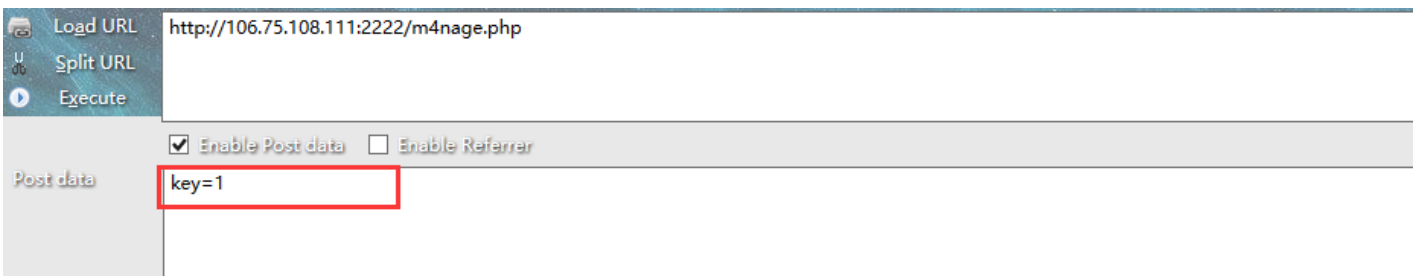 Load URL
http://106.75.108.111:2222/m4nage.php
Split URL
Execute
Enable Post data
Enable Referrer
Post data
key=1